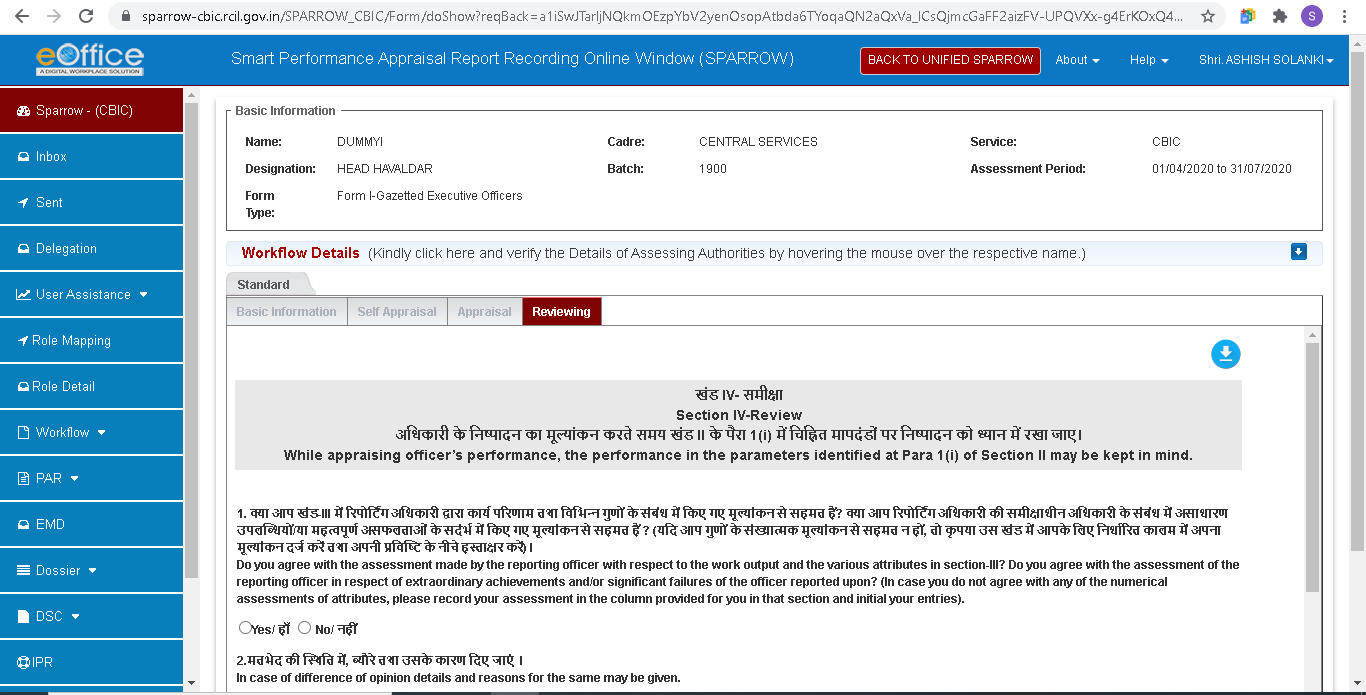 sparrow-cbic.rcil.gov.in/SPARROW_CBIC/Form/doShow?reqBack=a1iSwJTarljNQkmOEzpYbV2yenOsopAtbda6TYoqaQN2aQxVa_ICsQjmcGaFF2aizFV-UPQVXx-g4ErKOxQ4...
S
eOffice
A DIGITAL WORKPLACE SOLUTION
Smart Performance Appraisal Report Recording Online Window (SPARROW)
BACK TO UNIFIED SPARROW
About
Help
Shri. ASHISH SOLANKI
Sparrow - (CBIC)
Inbox
Sent
Delegation
User Assistance
Role Mapping
Role Detail
Workflow
PAR
EMD
Dossier
DSC
IPR
Basic Information
Name: DUMMYI Cadre: CENTRAL SERVICES Service: CBIC
Designation: HEAD HAVALDAR Batch: 1900 Assessment Period: 01/04/2020 to 31/07/2020
Form Type: Form I-Gazetted Executive Officers
Workflow Details (Kindly click here and verify the Details of Assessing Authorities by hovering the mouse over the respective name.)
Standard
Basic Information Self Appraisal Appraisal Reviewing
खंड IV- समीक्षा
Section IV-Review
अधिकारी के निष्पादन का मूल्यांकन करते समय खंड II के पैरा 1(i) में चिह्नित मापदंडों पर निष्पादन को ध्यान में रखा जाए।
While appraising officer's performance, the performance in the parameters identified at Para 1(i) of Section II may be kept in mind.
1. क्या आप खंड-III में रिपोर्टिंग अधिकारी द्वारा कार्य परिणाम तथा विभिन्न गुणों के संबंध में किए गए मूल्यांकन से सहमत हैं? क्या आप रिपोर्टिंग अधिकारी की समीक्षाधीन अधिकारी के संबंध में असाधारण
उपलब्धियों/या महत्वपूर्ण असफलताओं के सदंर्भ में किए गए मूल्यांकन से सहमत हैं ? (यदि आप गुणों के संख्यात्मक मूल्यांकन से सहमत न हों, तो कृपया उस खंड में आपके लिए निर्धारित कालम में अपना
मूल्यांकन दर्ज करें तथा अपनी प्रविष्टि के नीचे हस्ताक्षर करें)।
Do you agree with the assessment made by the reporting officer with respect to the work output and the various attributes in section-III? Do you agree with the assessment of the
reporting officer in respect of extraordinary achievements and/or significant failures of the officer reported upon? (In case you do not agree with any of the numerical
assessments of attributes, please record your assessment in the column provided for you in that section and initial your entries).
Yes/ हाँ No/ नहीं
2.मतभेद की स्थिति में, ब्यौरे तथा उसके कारण दिए जाएं ।
In case of difference of opinion details and reasons for the same may be given.